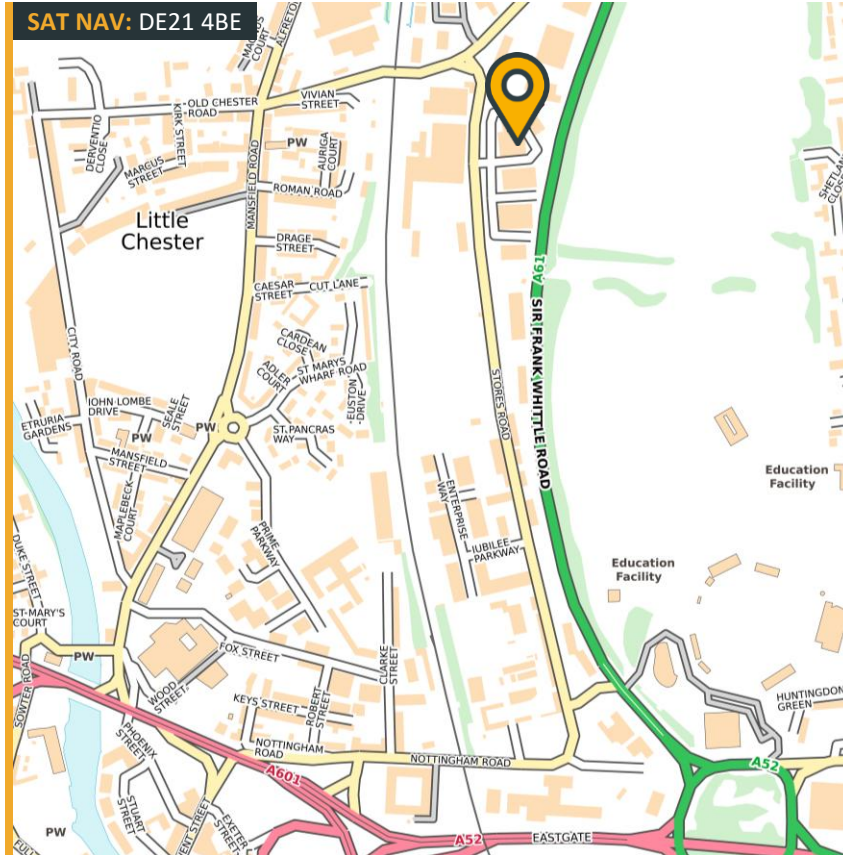 SAT NAV: DE21 4BE
COURT
ALFRETON
OLD CHESTER
ROAD
VIVIAN
STREET
DERVENTIO
CLOSE
KIRK STREET
PW
AURIGA
COURT
MARCUS
STREET
MANSFIELD ROAD
ROMAN ROAD
SHETLAND
CLOSE
Little
Chester
DRAGE
STREET
A61
CAESAR
STREET
CUT LANE
SIR FRANK WHITTLE ROAD
CITY ROAD
CARDEAN
CLOSE
ADLER
COURT
ST MARYS
WHARF ROAD
EUSTON
DRIVE
STORES ROAD
JOHN LOMBE
DRIVE
SEALE
STREET
ETRURIA
GARDENS
PW
PW
ST.PANCRAS
WAY
MANSFIELD
STREET
MAPLEBECK
COURT
ENTERPRISE
WAY
Education
Facility
PRIME
PARKWAY
JUBILEE
PARKWAY
DUKE STREET
Education
Facility
ST-MARY'S
COURT
PW
FOX STREET
CLARKE
STREET
SOWTER ROAD
WOOD
STREET
KEYS STREET
ROBERT
STREET
HUNTINGDON
GREEN
PHOENIX
STREET
NOTTINGHAM
ROAD
NOTTINGHAM ROAD
A52
A601
STUART
STREET
EXETER
STREET
PW
A52
EASTGATE